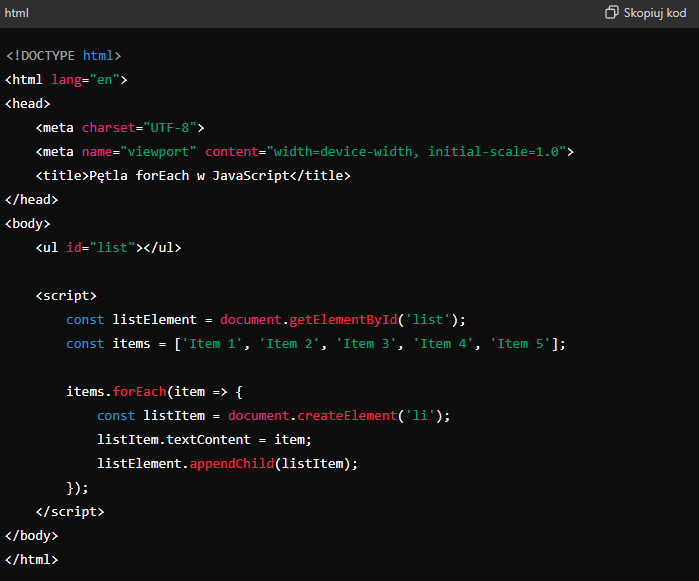 html
Skopiuj kod
<!DOCTYPE html>
<html lang="en">
<head>
    <meta charset="UTF-8">
    <meta name="viewport" content="width=device-width, initial-scale=1.0">
    <title>Pętla forEach w JavaScript</title>
</head>
<body>
    <ul id="list"></ul>

    <script>
        const listElement = document.getElementById('list');
        const items = ['Item 1', 'Item 2', 'Item 3', 'Item 4', 'Item 5'];

        items.forEach(item => {
            const listItem = document.createElement('li');
            listItem.textContent = item;
            listElement.appendChild(listItem);
        });
    </script>
</body>
</html>